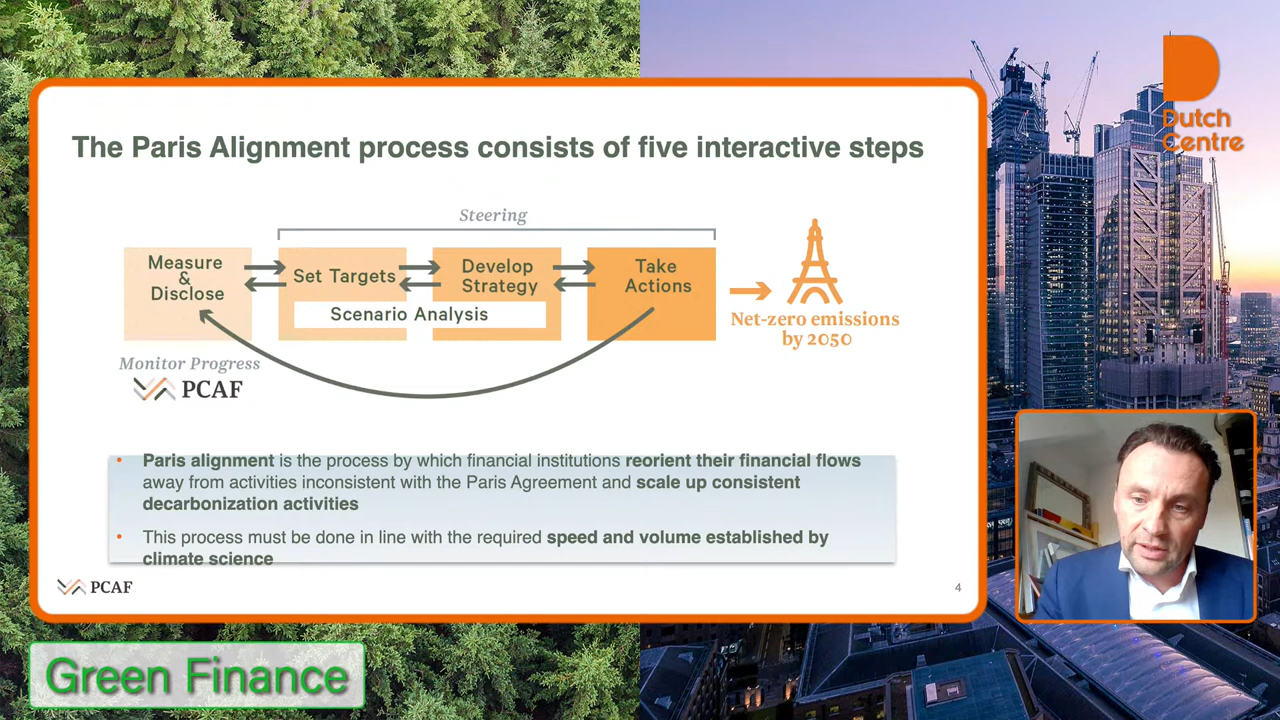 Dutch
Centre
The Paris Alignment process consists of five interactive steps
Steering
Measure
&
Disclose
Set Targets
Develop
Strategy
Take
Actions
Scenario Analysis
Net-zero emissions
by 2050
Monitor Progress
PCAF
• Paris alignment is the process by which financial institutions reorient their financial flows
away from activities inconsistent with the Paris Agreement and scale up consistent
decarbonization activities
• This process must be done in line with the required speed and volume established by
climate science
PCAF
4
Green Finance